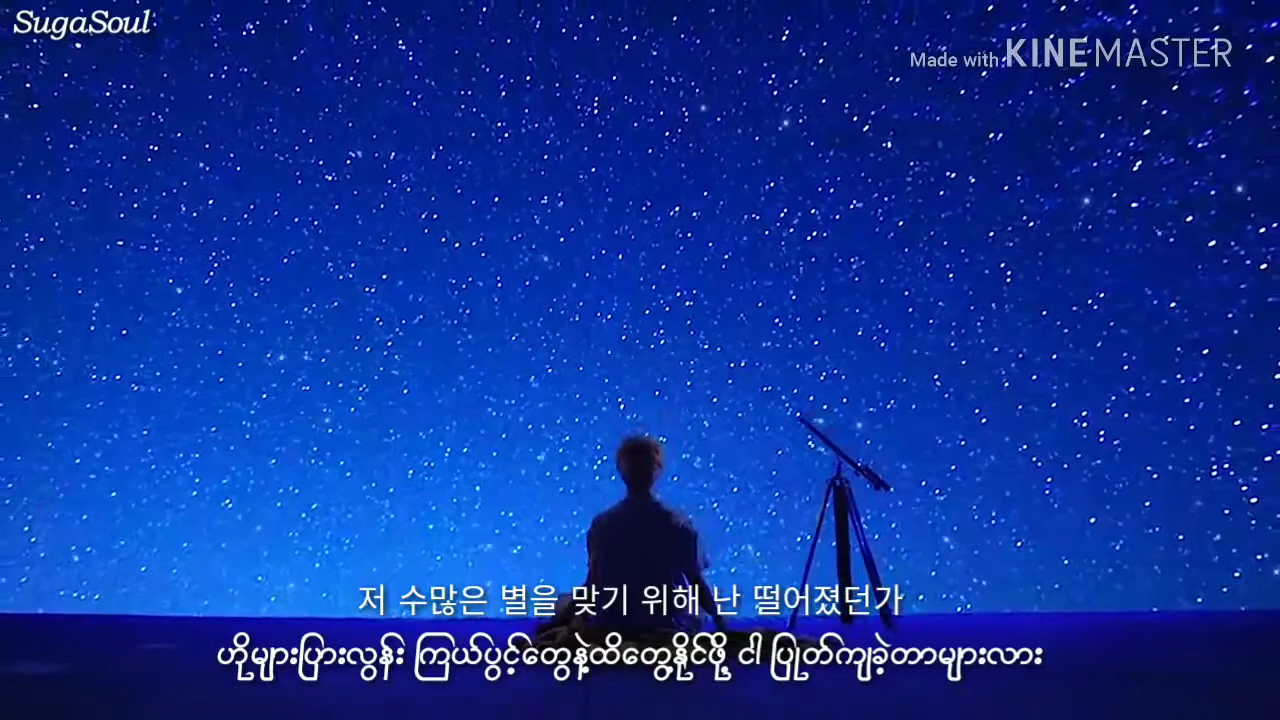 SugaSoul
Made with KINEMASTER
저 수많은 별을 맞기 위해 난 떨어졌던가
ဟိုများပြားလွန်း ကြယ်ပွင့်တွေနဲ့ထိတွေ့နိုင်ဖို့ ငါ ပြုတ်ကျခဲ့တာများလား